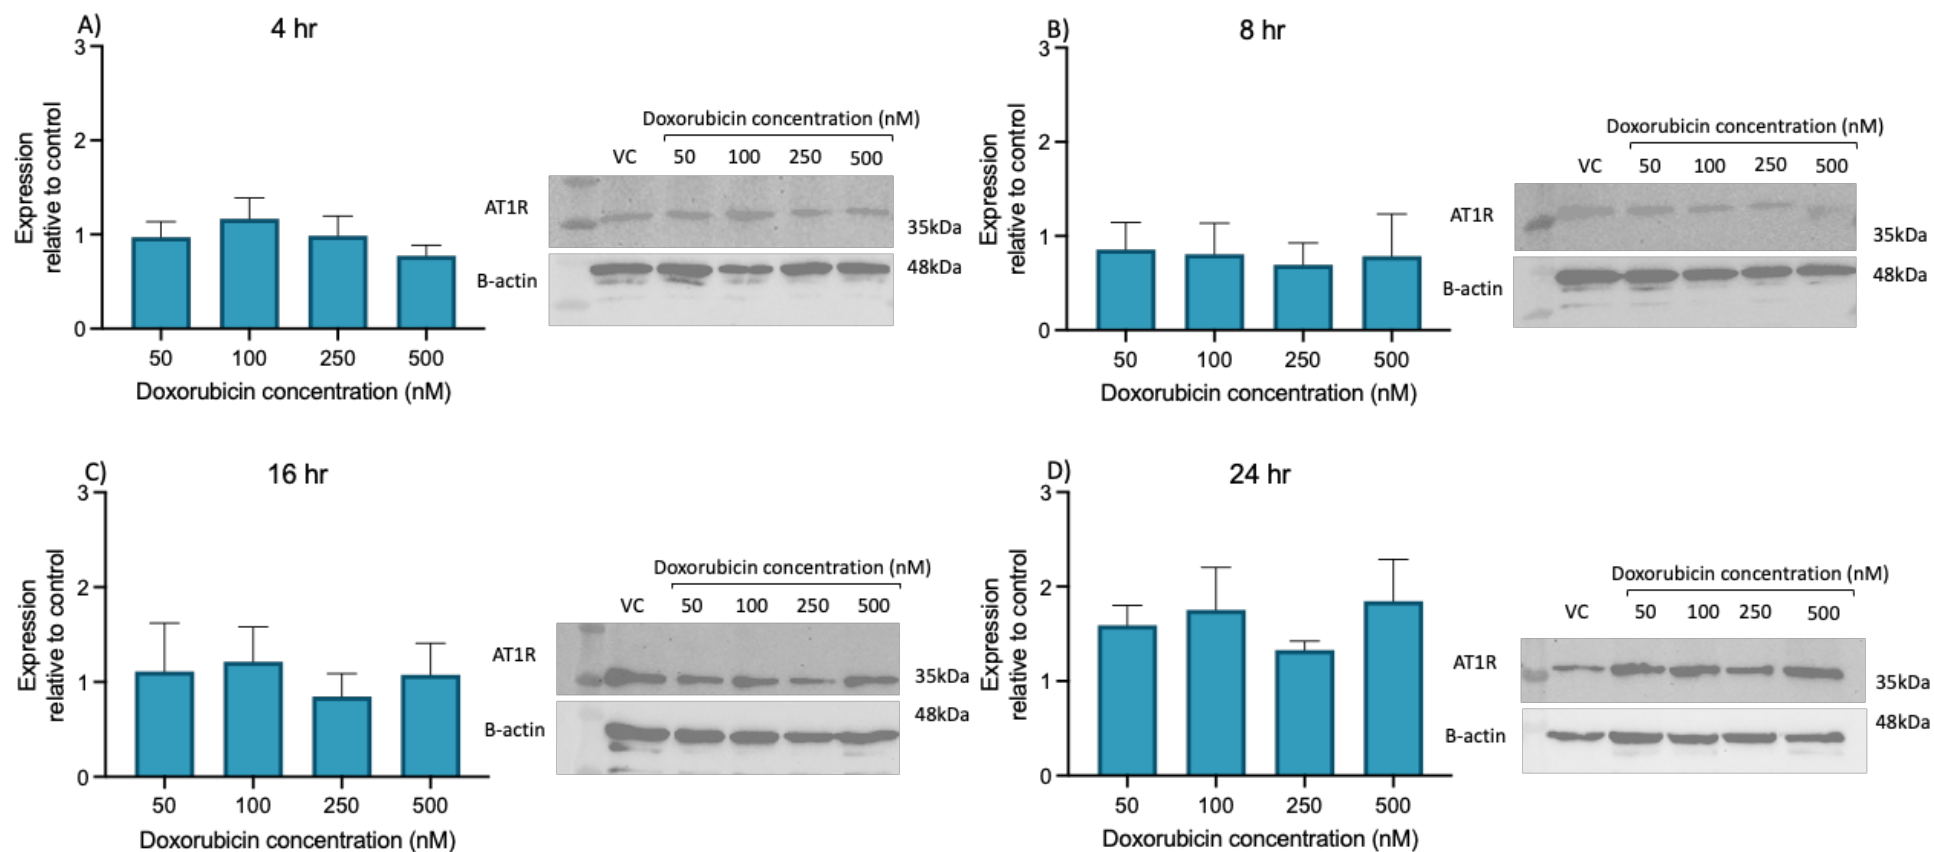 A)
4 hr
3
2
1
0
Expression
relative to control
50 100 250 500
Doxorubicin concentration (nM)
Doxorubicin concentration (nM)
VC 50 100 250 500
AT1R
35kDa
48kDa
B-actin
B)
8 hr
3
2
1
0
Expression
relative to control
50 100 250 500
Doxorubicin concentration (nM)
Doxorubicin concentration (nM)
VC 50 100 250 500
AT1R
35kDa
48kDa
B-actin
C)
16 hr
3
2
1
0
Expression
relative to control
50 100 250 500
Doxorubicin concentration (nM)
Doxorubicin concentration (nM)
VC 50 100 250 500
AT1R
35kDa
48kDa
B-actin
D)
24 hr
3
2
1
0
Expression
relative to control
50 100 250 500
Doxorubicin concentration (nM)
Doxorubicin concentration (nM)
VC 50 100 250 500
AT1R
35kDa
48kDa
B-actin